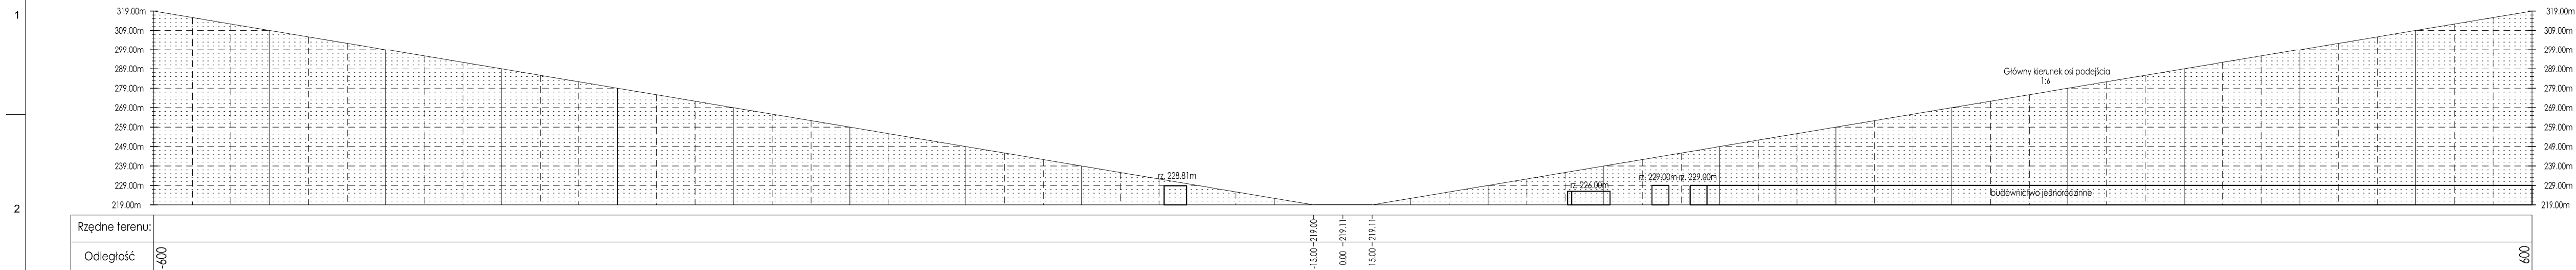 1
2
319.00m
309.00m
299.00m
289.00m
279.00m
269.00m
259.00m
249.00m
239.00m
229.00m
219.00m
rz. 228.81m
rz. 226.00m
rz. 229.00m rz. 229.00m
budownictwo jednorodzinne
Główny kierunek osi podejścia
1:6
319.00m
309.00m
299.00m
289.00m
279.00m
269.00m
259.00m
249.00m
239.00m
229.00m
219.00m
Rzędne terenu:
219.00
219.11
219.11
Odległość
-600
-15.00
0.00
15.00
600